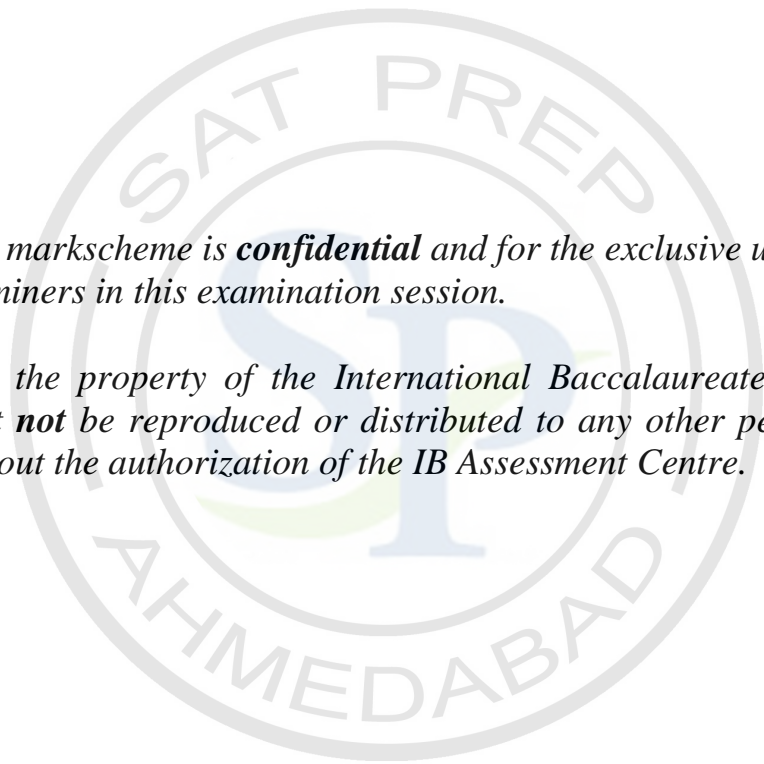 SAT PREP
markscheme is confidential and for the exclusive
miners in this examination session.
the property of the International Baccalaureate
not be reproduced or distributed to any other
out the authorization of the IB Assessment Centre.
SP
AHMEDABAD